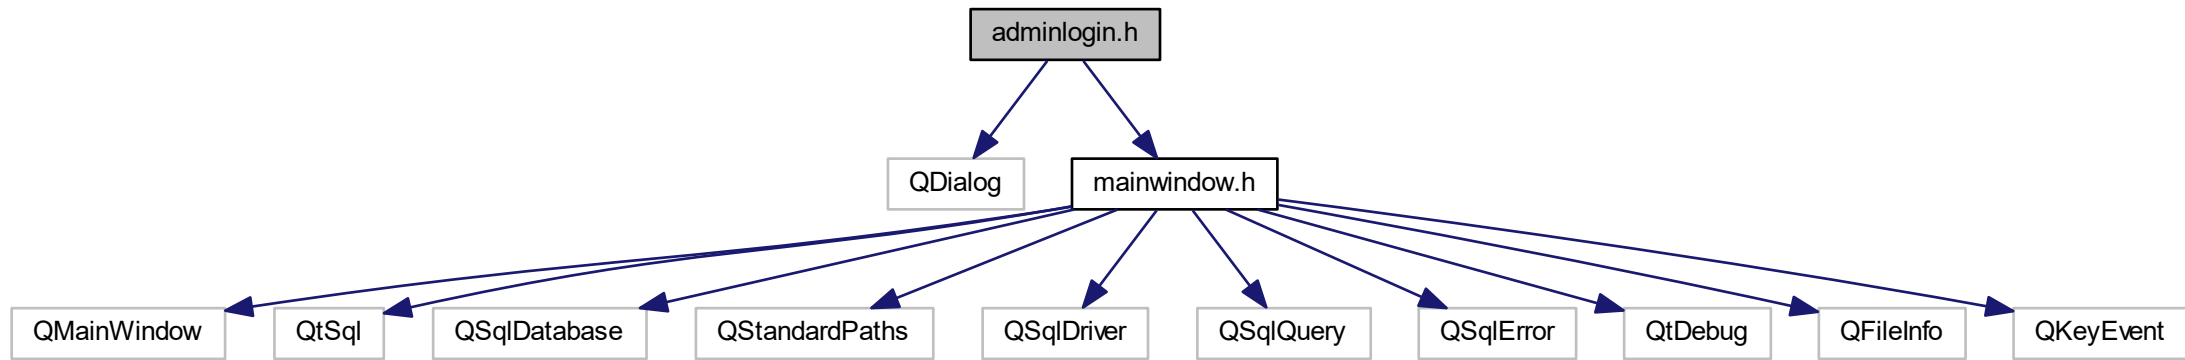 adminlogin.h
QDialog
mainwindow.h
QMainWindow
QtSql
QSqlDatabase
QStandardPaths
QSqlDriver
QSqlQuery
QSqlError
QtDebug
QFileInfo
QKeyEvent